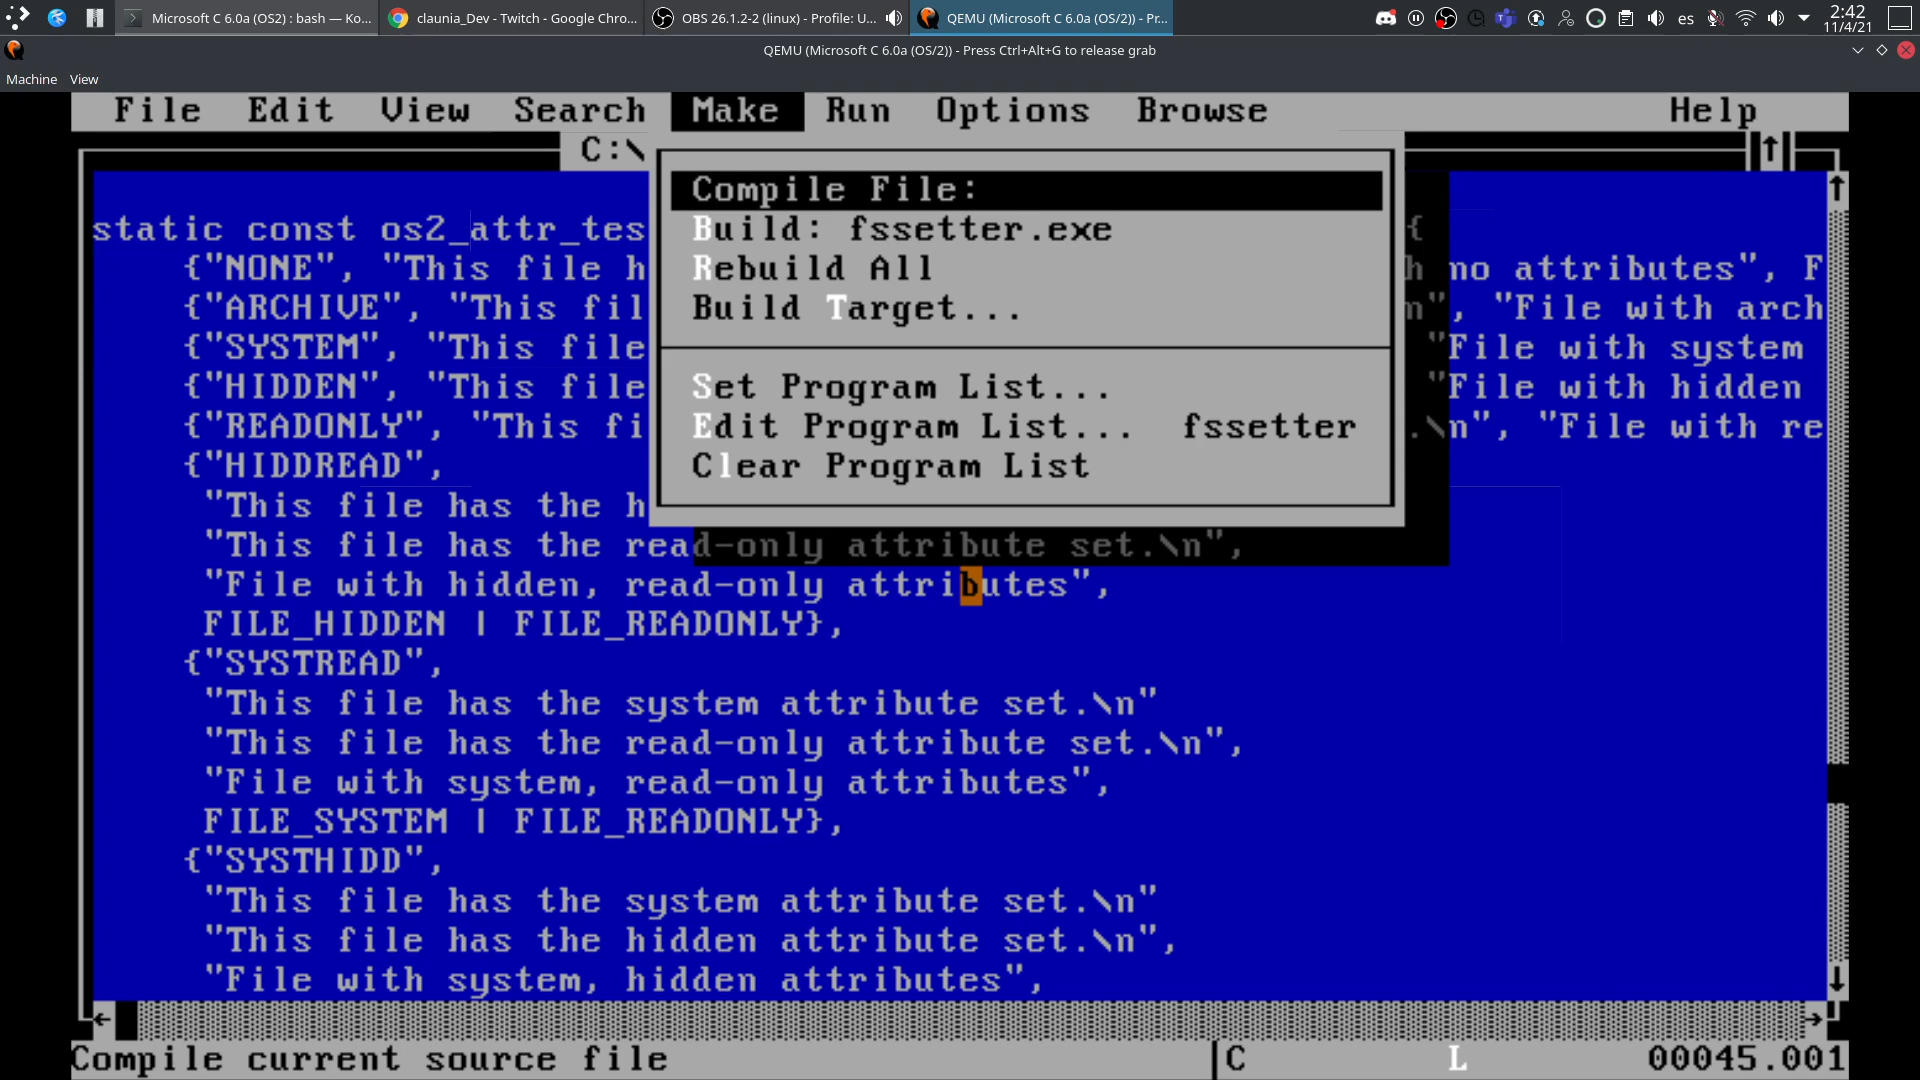 Microsoft C 6.0a (OS2) : bash — Ko...
claunia_Dev - Twitch - Google Chro...
OBS 26.1.2-2 (linux) - Profile: U...
QEMU (Microsoft C 6.0a (OS/2)) - Pr...
es
2:42
11/4/21
QEMU (Microsoft C 6.0a (OS/2)) - Press Ctrl+Alt+G to release grab
Machine View
File Edit View Search Make Run Options Browse Help
C:\
Compile File:
Build: fssetter.exe
Rebuild All
Build Target...
Set Program List...
Edit Program List... fssetter
Clear Program List
static const os2_attr_tes {
{"NONE", "This file h h no attributes", F
{"ARCHIVE", "This fil m", "File with arch
{"SYSTEM", "This file "File with system
{"HIDDEN", "This file "File with hidden
{"READONLY", "This fi .\n", "File with re
{"HIDDREAD",
"This file has the h
"This file has the read-only attribute set.\n",
"File with hidden, read-only attributes",
FILE_HIDDEN | FILE_READONLY},
{"SYSTREAD",
"This file has the system attribute set.\n"
"This file has the read-only attribute set.\n",
"File with system, read-only attributes",
FILE_SYSTEM | FILE_READONLY},
{"SYSTHIDD",
"This file has the system attribute set.\n"
"This file has the hidden attribute set.\n",
"File with system, hidden attributes",
Compile current source file |C L 00045.001